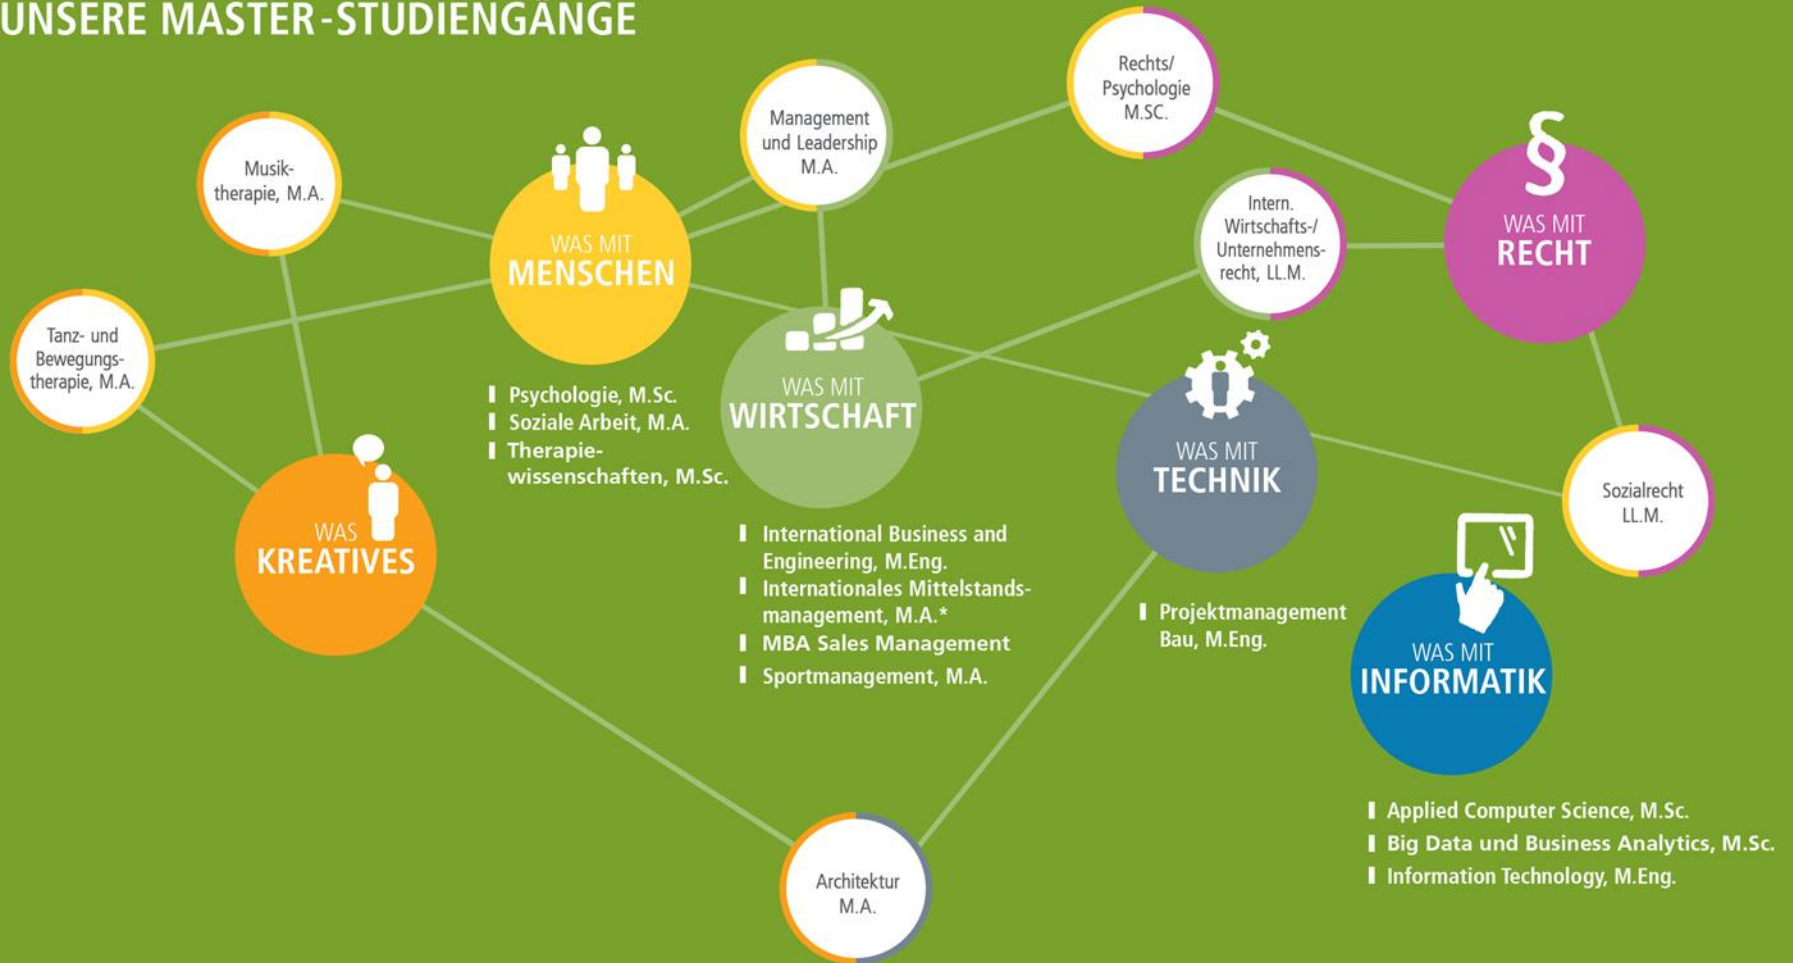 UNSERE MASTER-STUDIENGÄNGE
Musik-
therapie, M.A.
Tanz- und
Bewegungs-
therapie, M.A.
WAS
KREATIVES
WAS MIT
MENSCHEN
Psychologie, M.Sc.
Soziale Arbeit, M.A.
Therapie-
wissenschaften, M.Sc.
Management
und Leadership
M.A.
WAS MIT
WIRTSCHAFT
International Business and
Engineering, M.Eng.
Internationales Mittelstands-
management, M.A.*
MBA Sales Management
Sportmanagement, M.A.
Architektur
M.A.
Rechts/
Psychologie
M.SC.
Intern.
Wirtschafts-/
Unternehmens-
recht, LL.M.
WAS MIT
TECHNIK
Projektmanagement
Bau, M.Eng.
§
WAS MIT
RECHT
Sozialrecht
LL.M.
WAS MIT
INFORMATIK
Applied Computer Science, M.Sc.
Big Data und Business Analytics, M.Sc.
Information Technology, M.Eng.